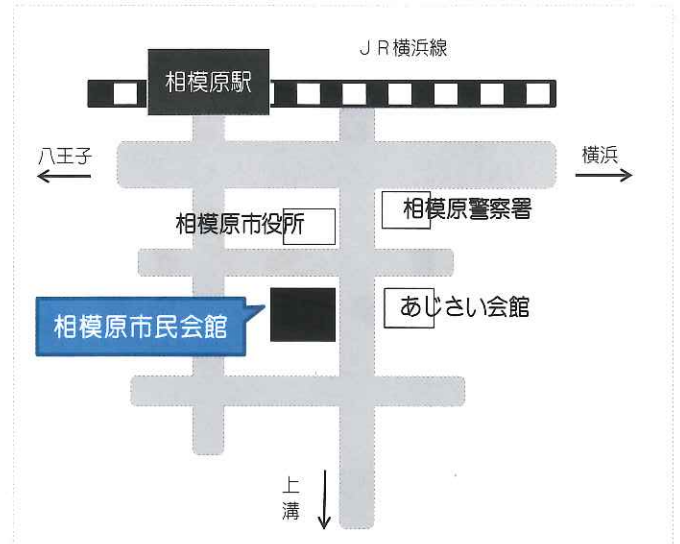 ＪＲ横浜線
相模原駅
八王子
横浜
相模原市役所
相模原警察署
相模原市民会館
あじさい会館
上
溝